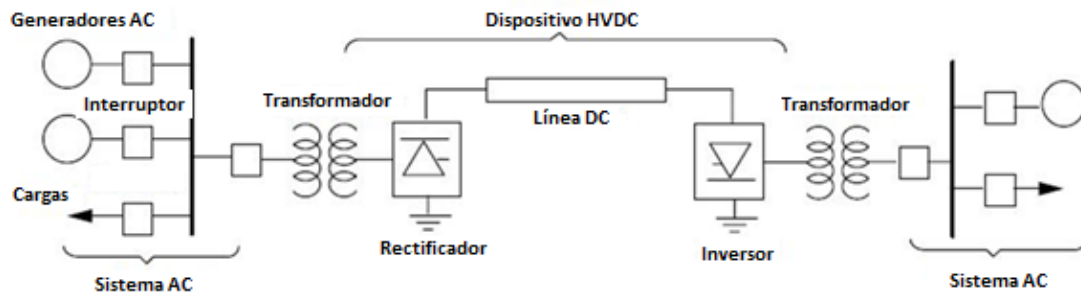 Generadores AC
Dispositivo HVDC
Interruptor
Transformador
Línea DC
Transformador
Cargas
Rectificador
Inversor
Sistema AC
Sistema AC